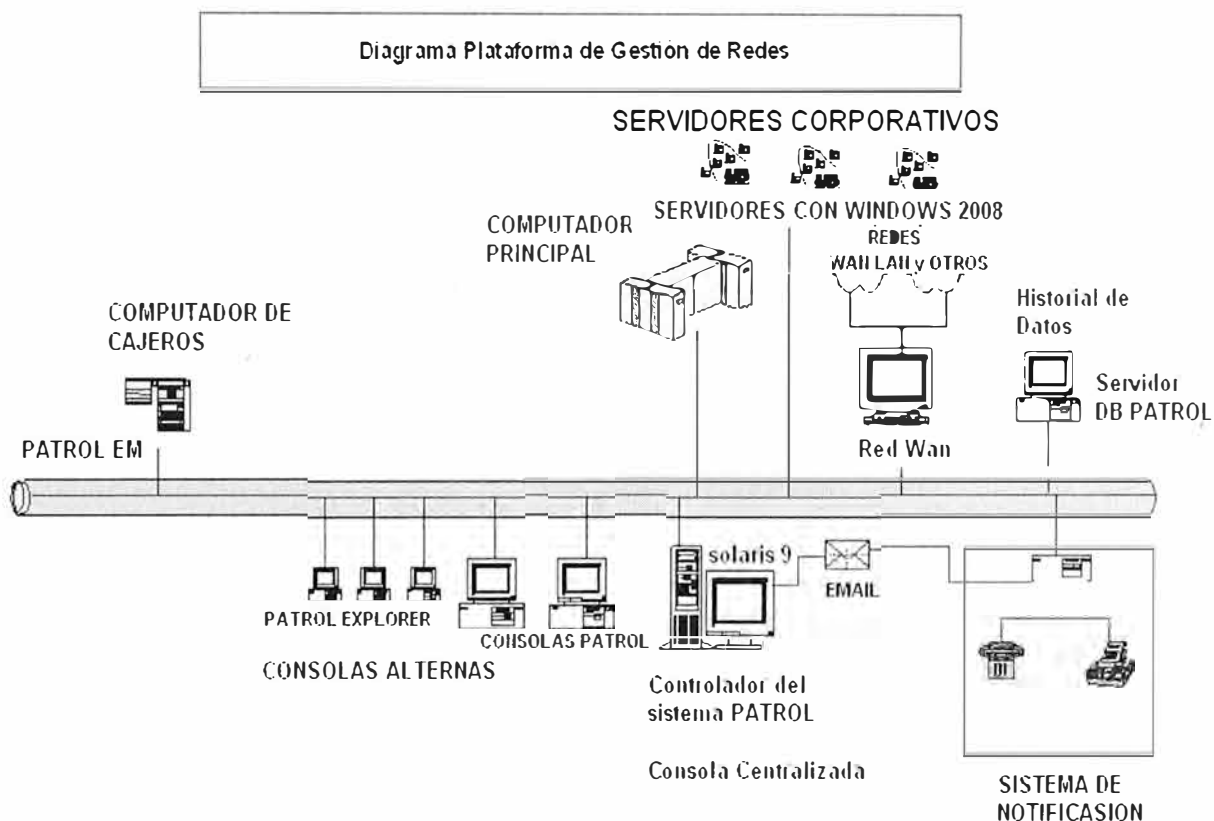 Diagrama Plataforma de Gestión de Redes
SERVIDORES CORPORATIVOS
SERVIDORES CON WINDOWS 2008
COMPUTADOR
PRINCIPAL
REDES
WAN LAN y OTROS
COMPUTADOR DE
CAJEROS
Historial de
Datos
Servidor
DB PATROL
PATROL EM
Red Wan
solaris 9
EMAIL
PATROL EXPLORER
CONSOLAS PATROL
CONSOLAS ALTERNAS
Controlador del
sistema PATROL
Consola Centralizada
SISTEMA DE
NOTIFICASION